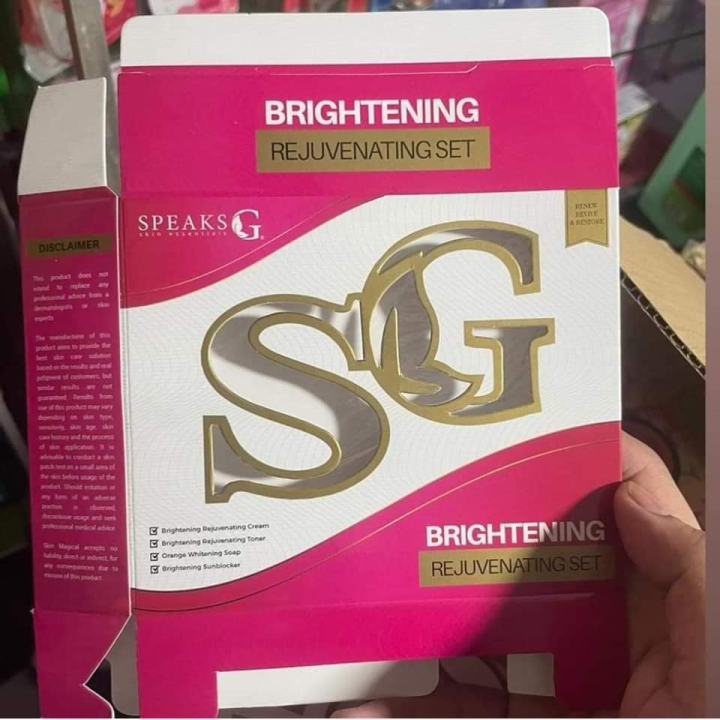 BRIGHTENING
REJUVENATING SET
SPEAKS G
skin essentials
RENEW
REVIVE
& RESTORE
SG
Brightening Rejuvenating Cream
Brightening Rejuvenating Toner
Orange Whitening Soap
Brightening Sunblocker
BRIGHTENING
REJUVENATING SET
DISCLAIMER
This product does not
intend to replace any
professional advice from a
dermatologists or skin
experts
The manufacture of this
product aims to provide the
best skin care solution
based in the results and real
judgment of customers, but
similar results are not
guaranteed. Results from
use of this product may vary
depending on skin type,
sensitivity, skin age, skin
care history and the process
of skin application. It is
advisable to conduct a skin
patch test on a small area of
the skin before usage of the
product. Should irritation or
any form of an adverse
reaction is observed,
discontinue usage and seek
professional medical advice
Skin Magical accepts no
liability, direct or indirect, for
any consequences due to
misuse of this product